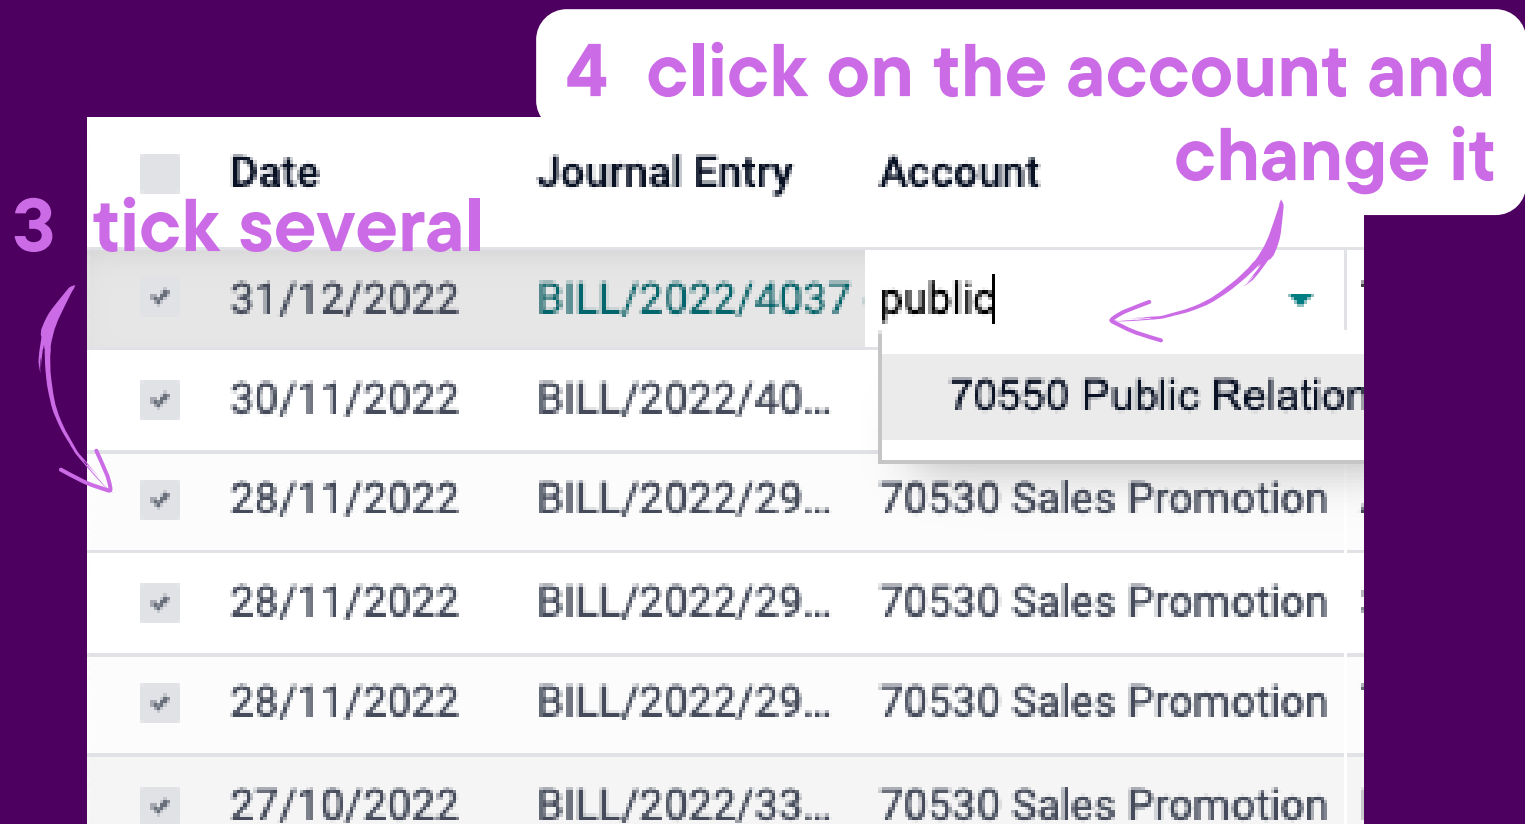 4 click on the account and
change it
Date Journal Entry Account
3 tick several
31/12/2022 BILL/2022/4037 public
30/11/2022 BILL/2022/40...
70550 Public Relation
28/11/2022 BILL/2022/29... 70530 Sales Promotion
28/11/2022 BILL/2022/29... 70530 Sales Promotion
28/11/2022 BILL/2022/29... 70530 Sales Promotion
27/10/2022 BILL/2022/33... 70530 Sales Promotion